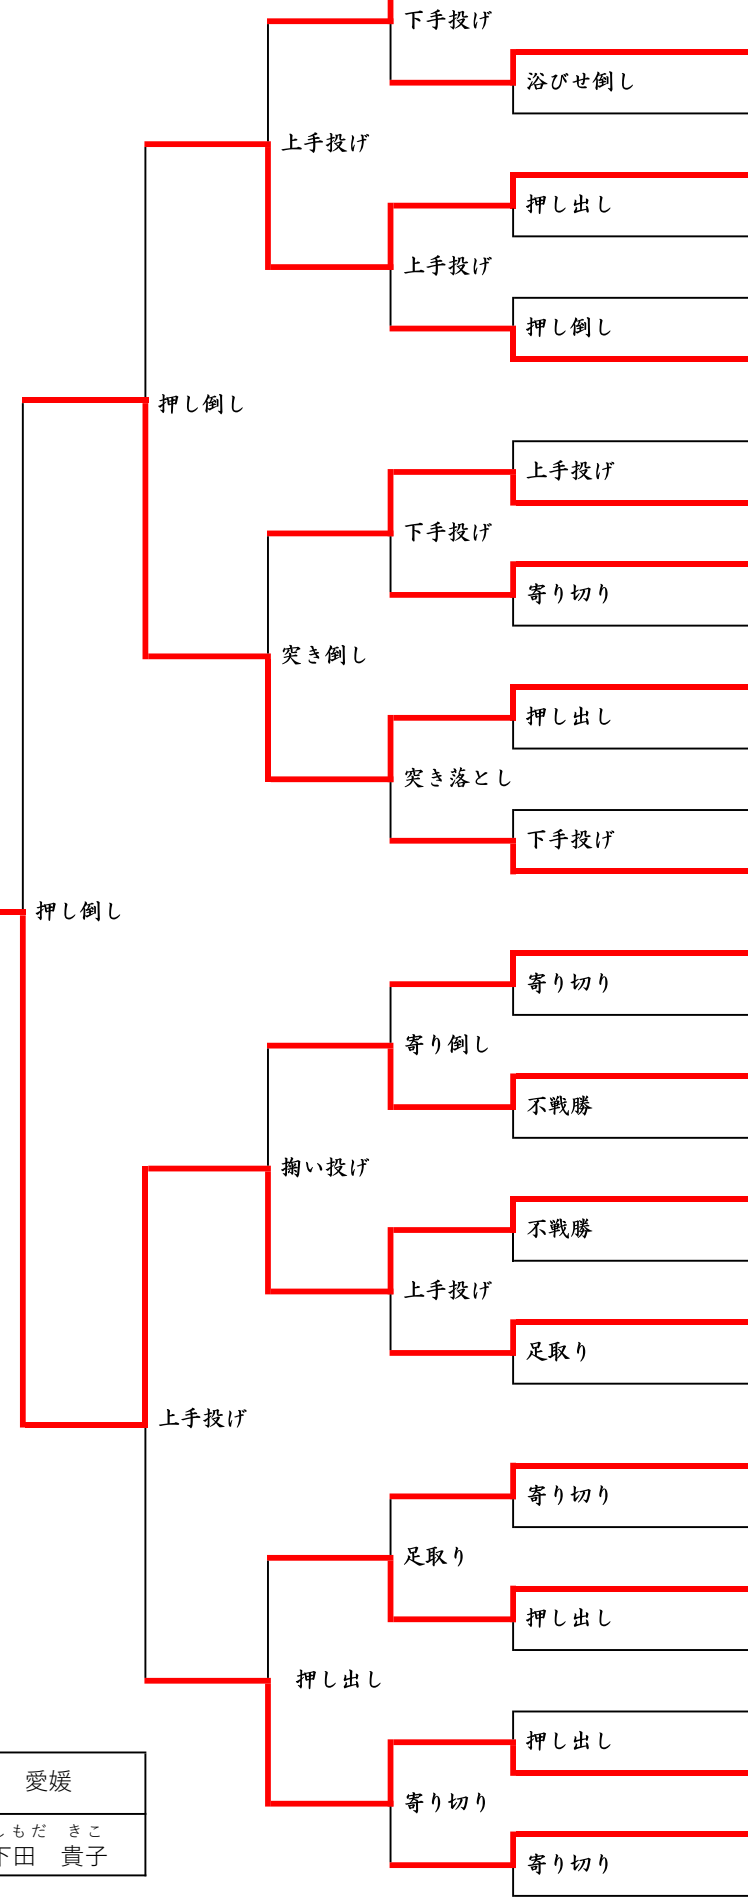 下手投げ
浴びせ倒し
上手投げ
押し出し
上手投げ
押し倒し
押し倒し
上手投げ
下手投げ
寄り切り
突き倒し
押し出し
突き落とし
下手投げ
押し倒し
寄り切り
寄り倒し
不戦勝
掬い投げ
不戦勝
上手投げ
足取り
上手投げ
寄り切り
足取り
押し出し
押し出し
押し出し
愛媛
寄り切り
もだ きこ
下田 貴子
寄り切り